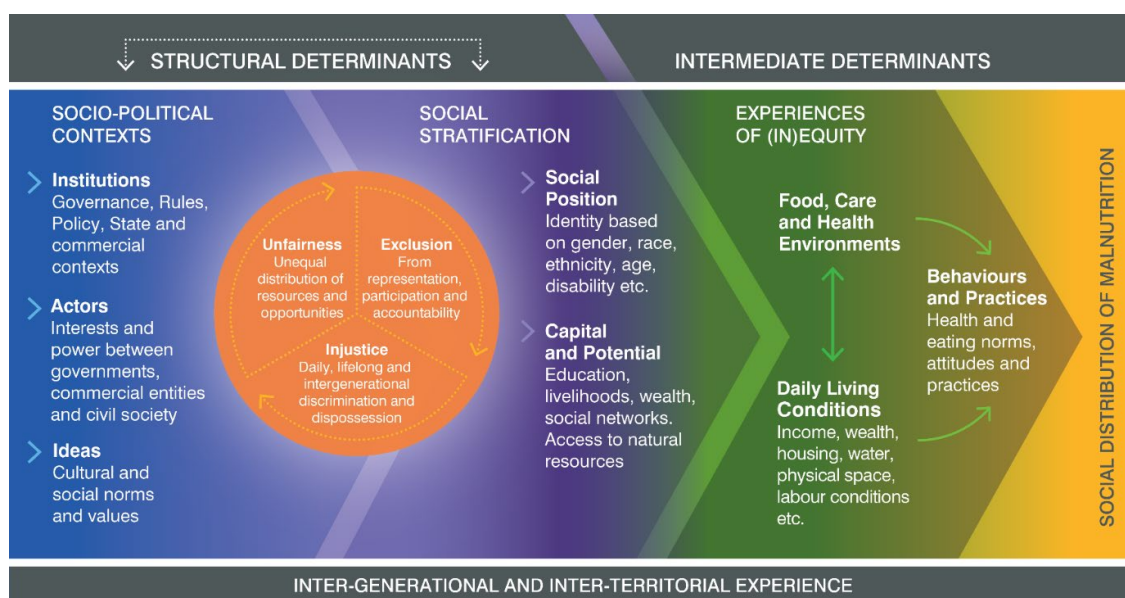 STRUCTURAL DETERMINANTS
INTERMEDIATE DETERMINANTS
SOCIO-POLITICAL
CONTEXTS
Institutions
Governance, Rules,
Policy, State and
commercial
contexts
Actors
Interests and
power between
governments,
commercial entities
and civil society
Ideas
Cultural and
social norms
and values
Unfairness
Unequal
distribution of
resources and
opportunities
Exclusion
From
representation,
participation and
accountability
Injustice
Daily, lifelong and
intergenerational
discrimination and
dispossession
SOCIAL
STRATIFICATION
Social
Position
Identity based
on gender, race,
ethnicity, age,
disability etc.
Capital
and Potential
Education,
livelihoods, wealth,
social networks.
Access to natural
resources
EXPERIENCES
OF (IN)EQUITY
Food, Care
and Health
Environments
Daily Living
Conditions
Income, wealth,
housing, water,
physical space,
labour conditions
etc.
Behaviours
and Practices
Health and
eating norms,
attitudes and
practices
SOCIAL DISTRIBUTION OF MALNUTRITION
INTER-GENERATIONAL AND INTER-TERRITORIAL EXPERIENCE